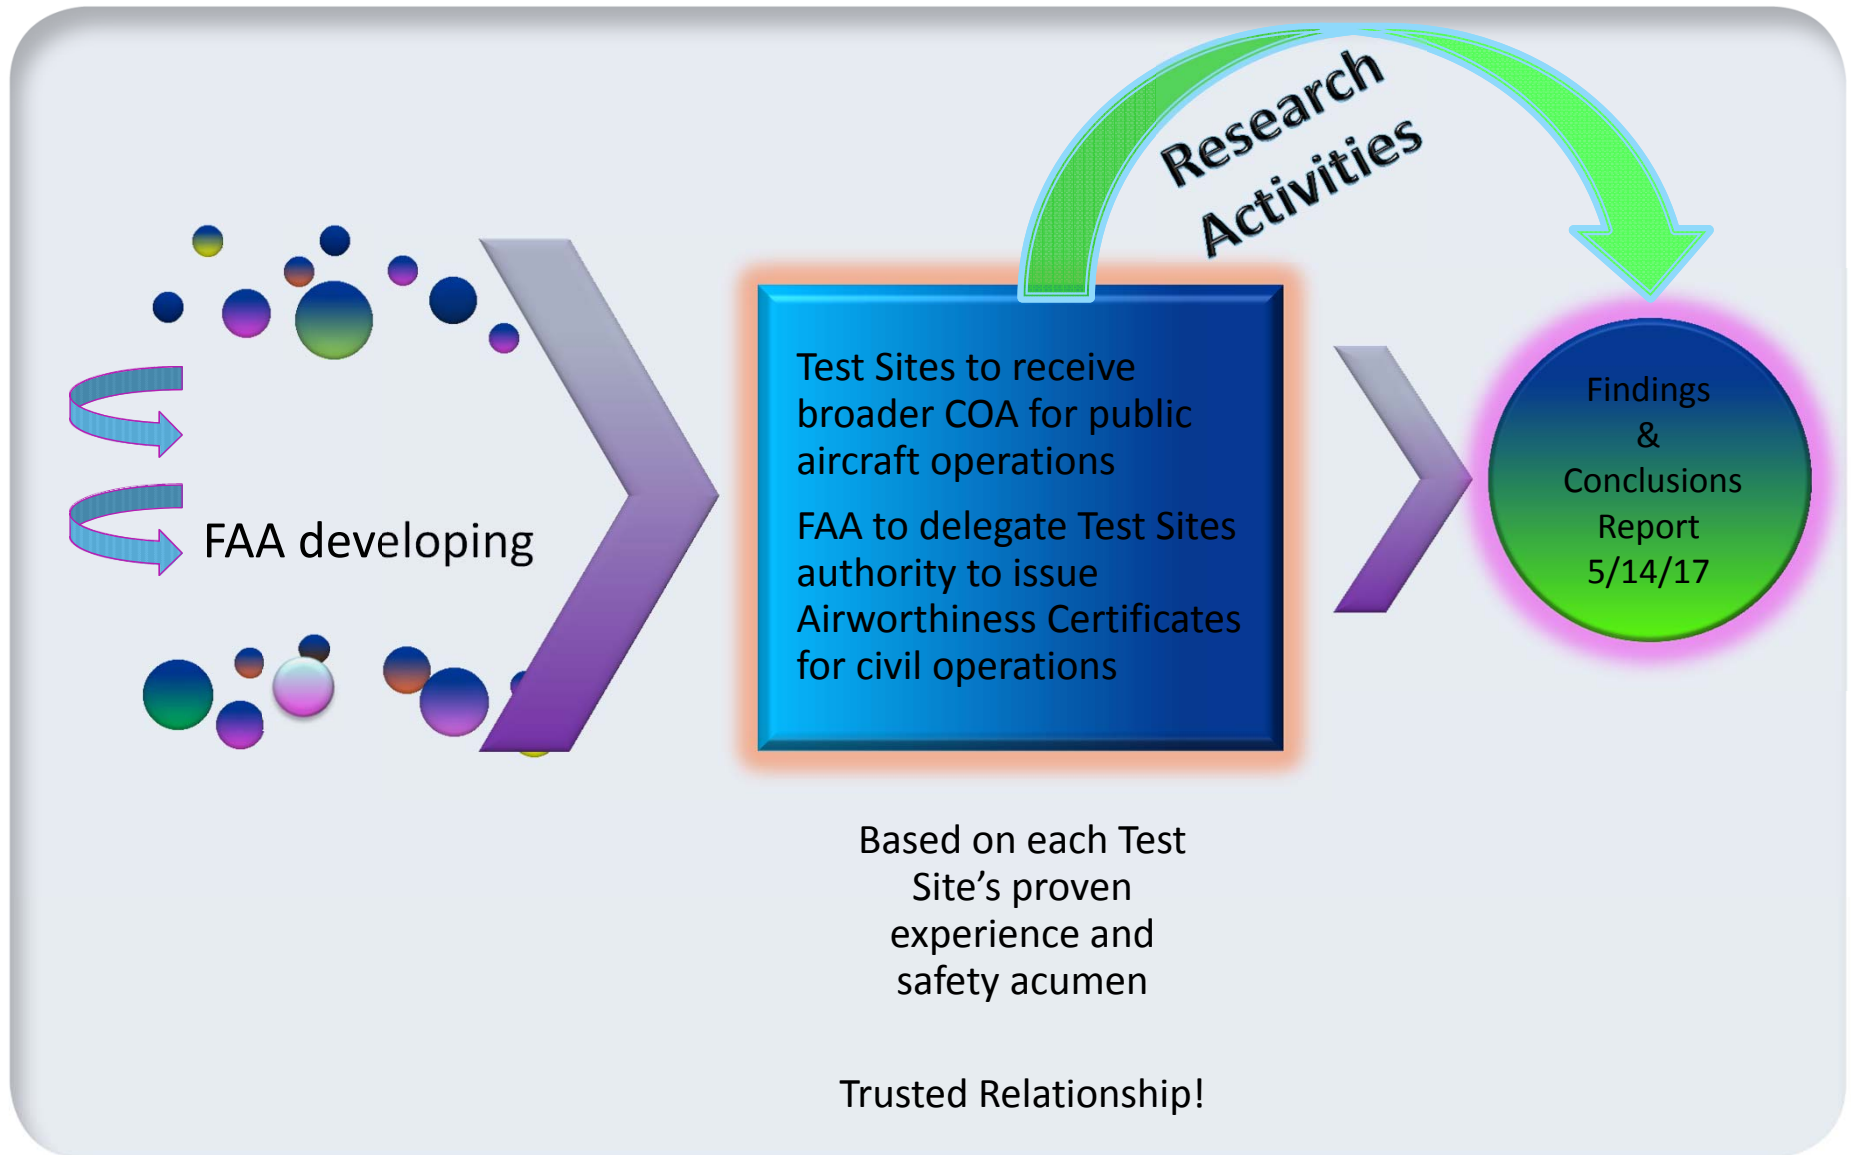 Research
Activities
FAA developing
Test Sites to receive
broader COA for public
aircraft operations
FAA to delegate Test Sites
authority to issue
Airworthiness Certificates
for civil operations
Findings
&
Conclusions
Report
5/14/17
Based on each Test
Site’s proven
experience and
safety acumen
Trusted Relationship!